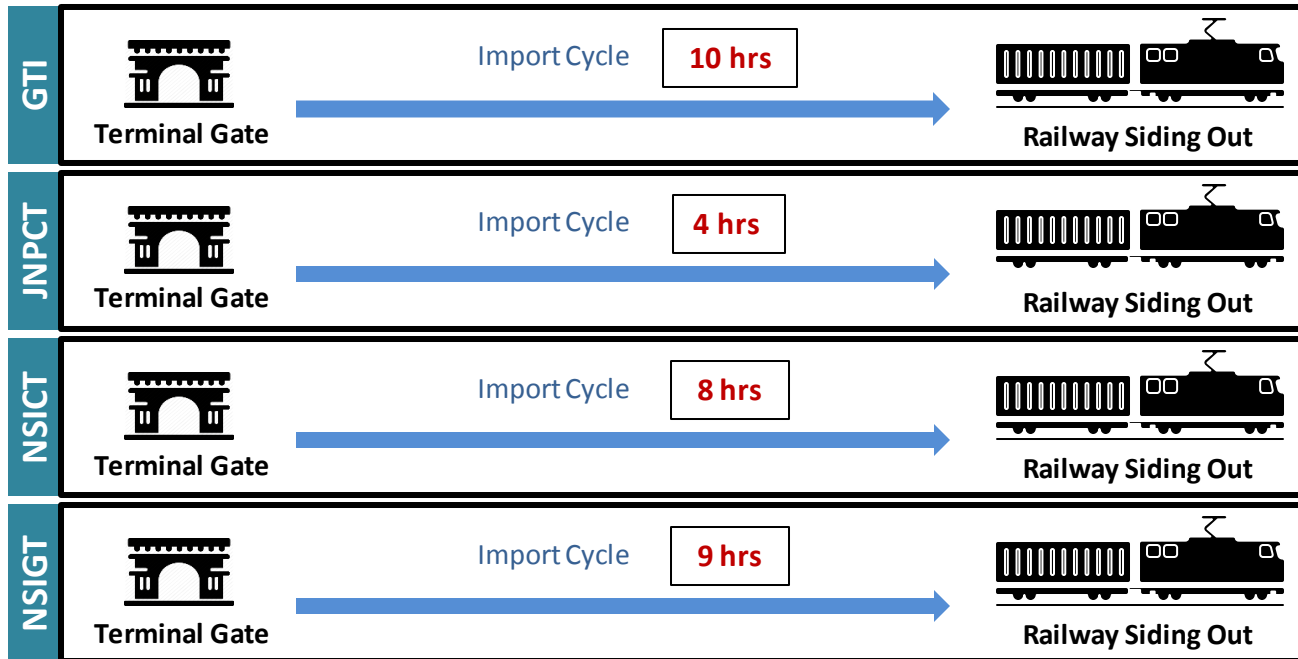 GTI
Import Cycle 10 hrs
Terminal Gate
Railway Siding Out
JNPCT
Import Cycle 4 hrs
Terminal Gate
Railway Siding Out
NSICT
Import Cycle 8 hrs
Terminal Gate
Railway Siding Out
NSIGT
Import Cycle 9 hrs
Terminal Gate
Railway Siding Out